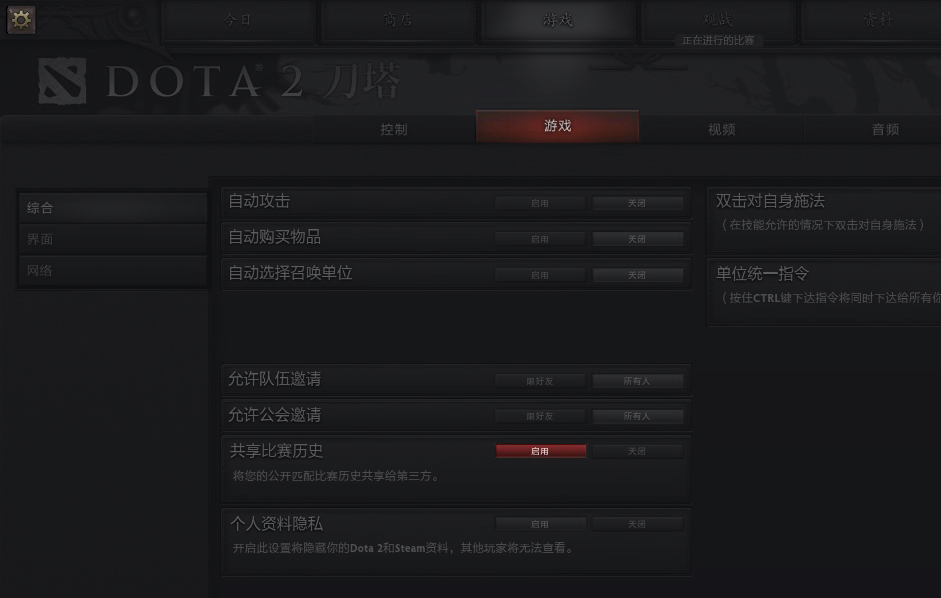 今日 商店 游戏 观战 资料
正在进行的比赛
DOTA 2 刀塔
控制 游戏 视频 音频
综合
界面
网络
自动攻击 启用 关闭
自动购买物品 启用 关闭
自动选择召唤单位 启用 关闭
双击对自身施法
（在技能允许的情况下双击对自身施法）
单位统一指令
（按住CTRL键下达指令将同时下达给所有你
允许队伍邀请 限好友 所有人
允许公会邀请 限好友 所有人
共享比赛历史 启用 关闭
将您的公开匹配比赛历史共享给第三方。
个人资料隐私 启用 关闭
开启此设置将隐藏你的Dota 2和Steam资料，其他玩家将无法查看。